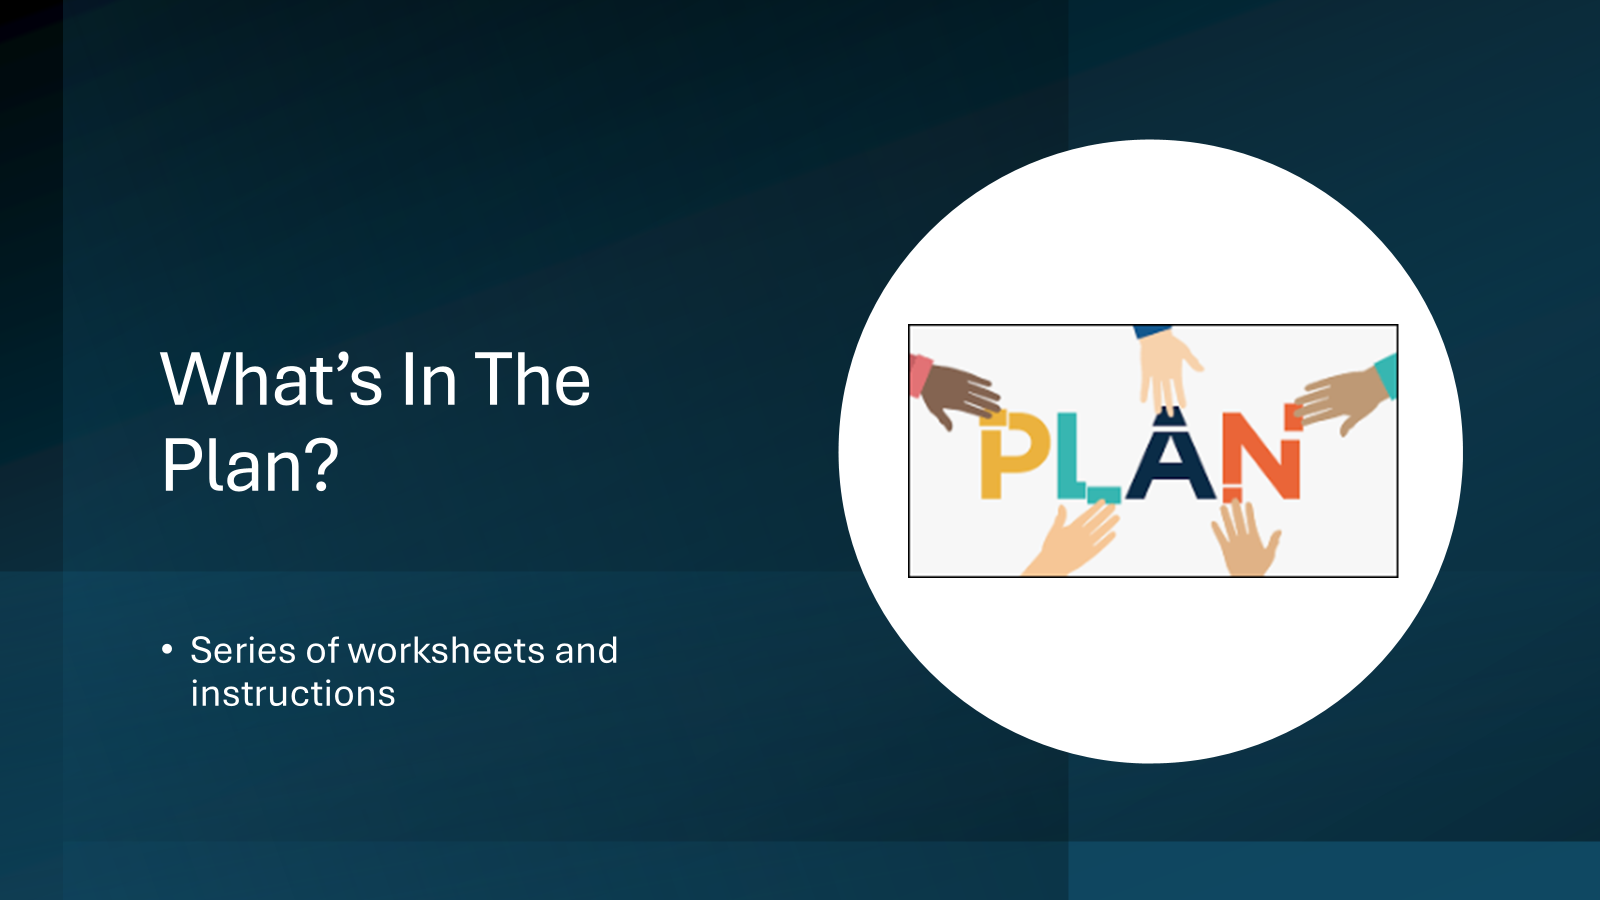 What’s In The
Plan?
• Series of worksheets and
instructions
PLAN